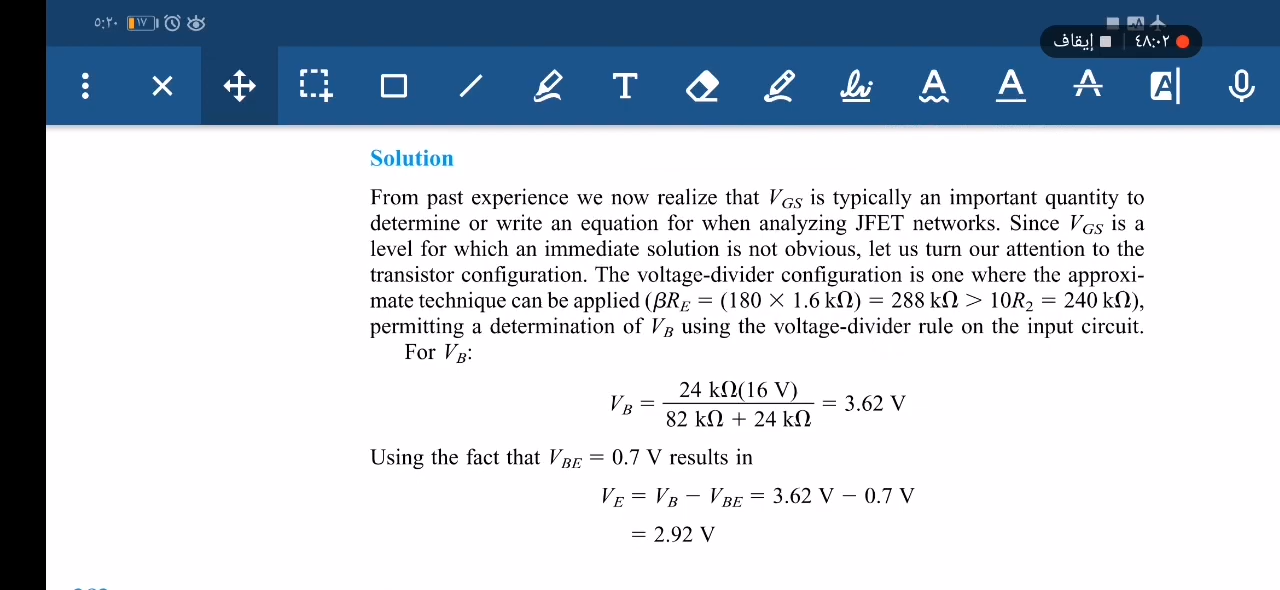 ٥:٢٠ ١٧
إيقاف ٤٨:٠٢
Solution
From past experience we now realize that V_GS is typically an important quantity to
determine or write an equation for when analyzing JFET networks. Since V_GS is a
level for which an immediate solution is not obvious, let us turn our attention to the
transistor configuration. The voltage-divider configuration is one where the approxi-
mate technique can be applied (βR_E = (180 × 1.6 kΩ) = 288 kΩ > 10R_2 = 240 kΩ),
permitting a determination of V_B using the voltage-divider rule on the input circuit.
For V_B:
V_B = 24 kΩ(16 V) / 82 kΩ + 24 kΩ = 3.62 V
Using the fact that V_BE = 0.7 V results in
V_E = V_B − V_BE = 3.62 V − 0.7 V
= 2.92 V